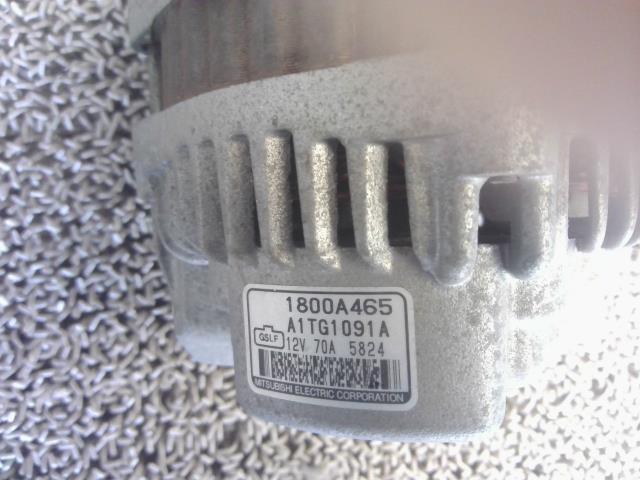 1800A465
A1TG1091A
GSLF 12V 70A 5824
MITSUBISHI ELECTRIC CORPORATION